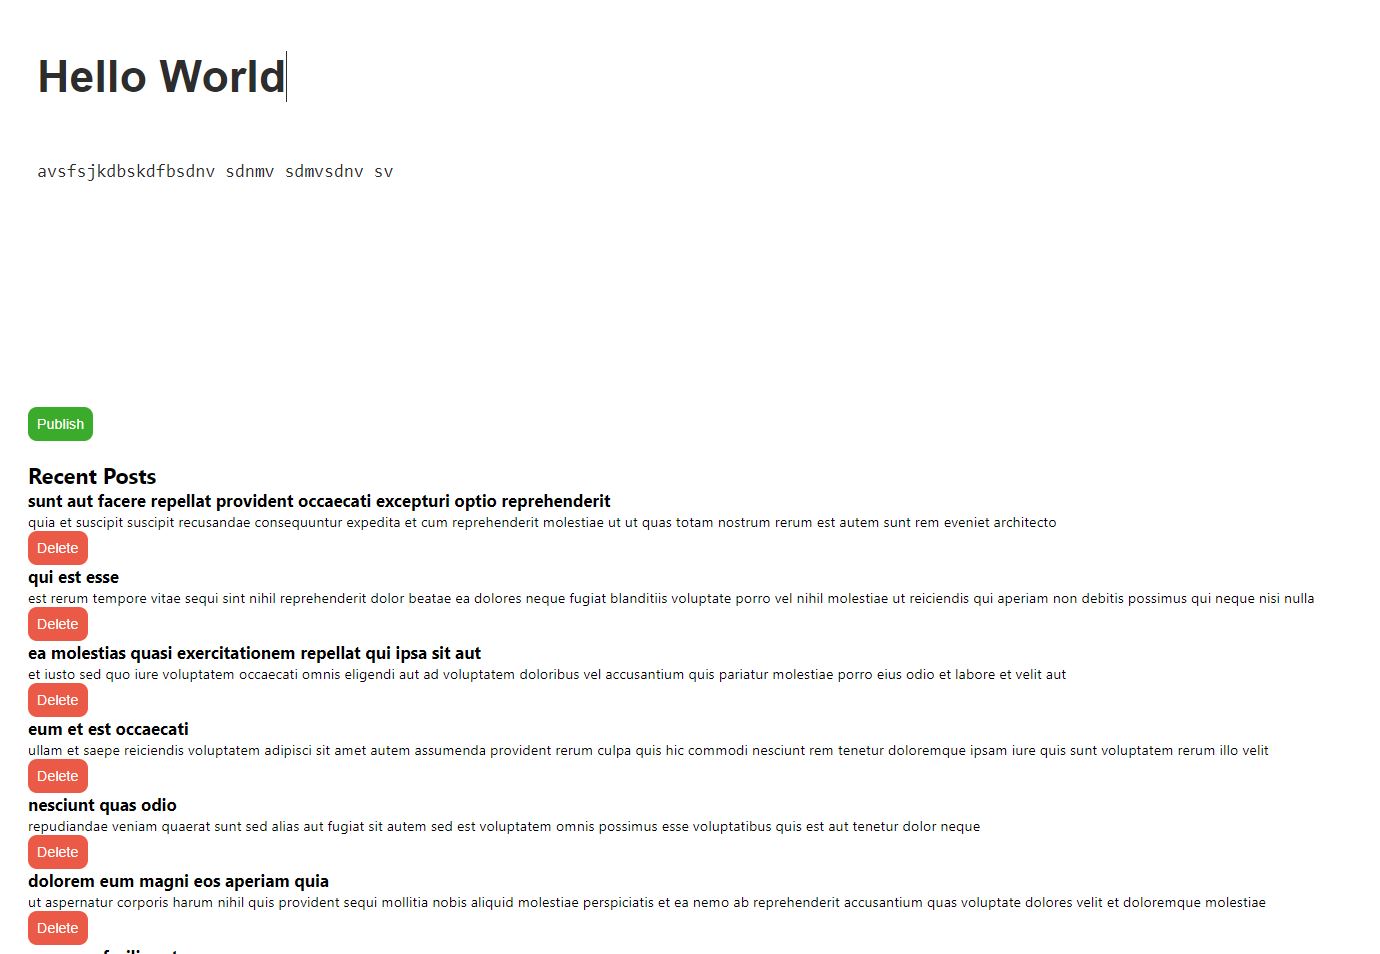 Hello World
avsfsjkdbskdfbsdnv sdnmv sdmvsdnv sv
Publish
Recent Posts
sunt aut facere repellat provident occaecati excepturi optio reprehenderit
quia et suscipit suscipit recusandae consequuntur expedita et cum reprehenderit molestiae ut ut quas totam nostrum rerum est autem sunt rem eveniet architecto
Delete
qui est esse
est rerum tempore vitae sequi sint nihil reprehenderit dolor beatae ea dolores neque fugiat blanditiis voluptate porro vel nihil molestiae ut reiciendis qui aperiam non debitis possimus qui neque nisi nulla
Delete
ea molestias quasi exercitationem repellat qui ipsa sit aut
et iusto sed quo iure voluptatem occaecati omnis eligendi aut ad voluptatem doloribus vel accusantium quis pariatur molestiae porro eius odio et labore et velit aut
Delete
eum et est occaecati
ullam et saepe reiciendis voluptatem adipisci sit amet autem assumenda provident rerum culpa quis hic commodi nesciunt rem tenetur doloremque ipsam iure quis sunt voluptatem rerum illo velit
Delete
nesciunt quas odio
repudiandae veniam quaerat sunt sed alias aut fugiat sit autem sed est voluptatem omnis possimus esse voluptatibus quis est aut tenetur dolor neque
Delete
dolorem eum magni eos aperiam quia
ut aspernatur corporis harum nihil quis provident sequi mollitia nobis aliquid molestiae perspiciatis et ea nemo ab reprehenderit accusantium quas voluptate dolores velit et doloremque molestiae
Delete